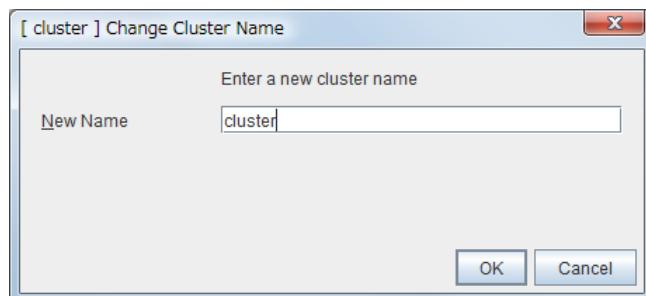 [ cluster ] Change Cluster Name
Enter a new cluster name
New Name
cluster
OK
Cancel